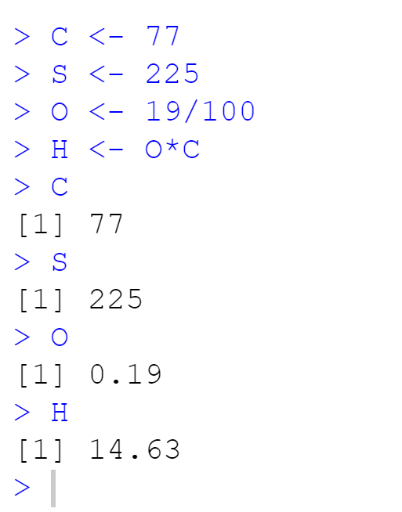 > C <- 77
> S <- 225
> O <- 19/100
> H <- O*C
> C
[1] 77
> S
[1] 225
> O
[1] 0.19
> H
[1] 14.63
>